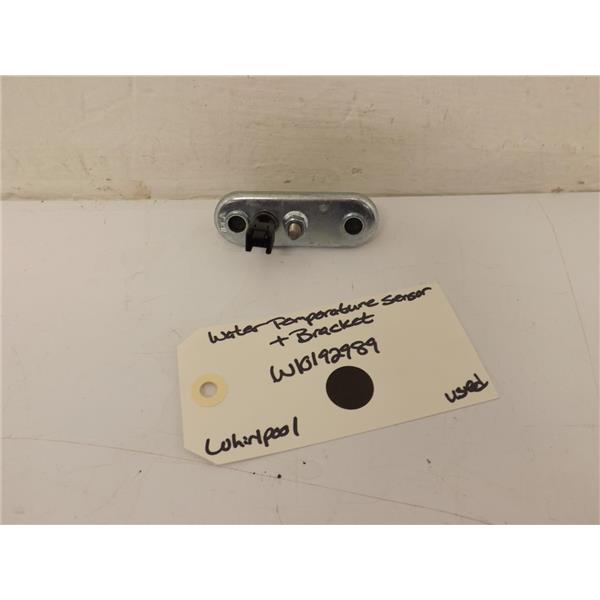 Water Temperature Sensor
+ Bracket
W10192989
Whirlpool
used